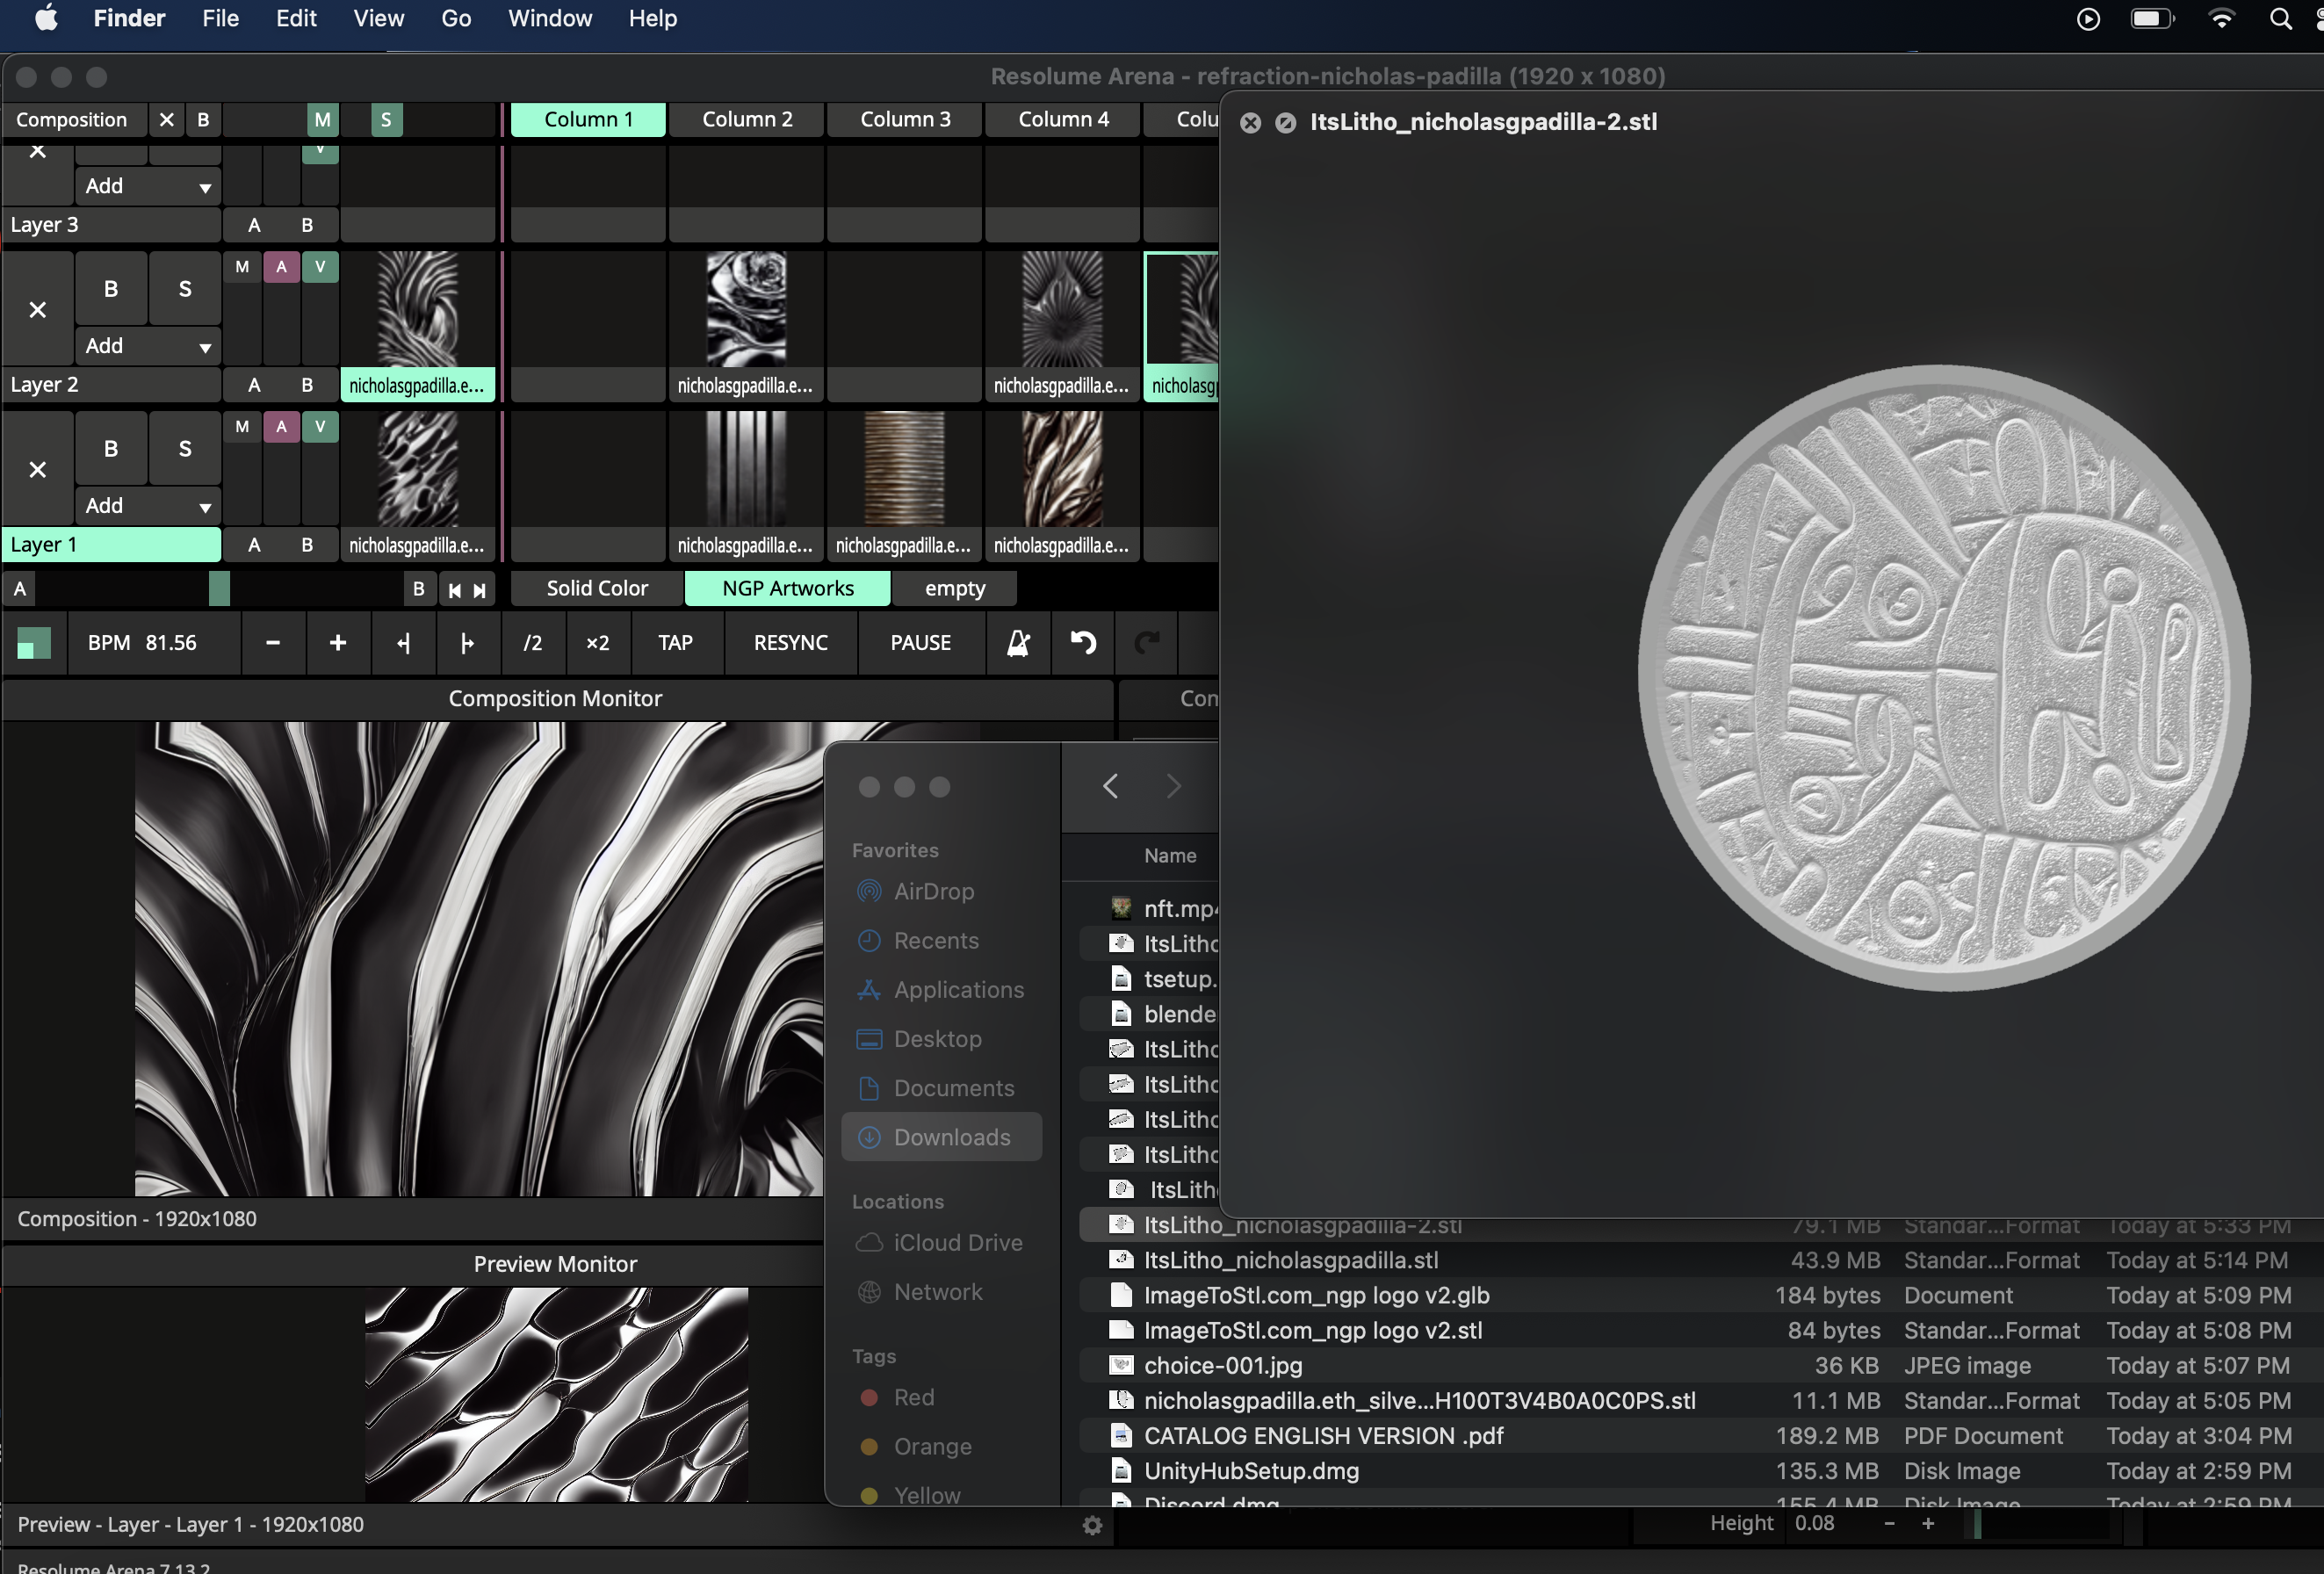 Finder File Edit View Go Window Help
Resolume Arena - refraction-nicholas-padilla (1920 x 1080)
Composition B M S Column 1 Column 2 Column 3 Column 4 Colu
ItsLitho_nicholasgpadilla-2.stl
V
Add
Layer 3 A B
B S M A V
Add
Layer 2 A B nicholasgpadilla.e... nicholasgpadilla.e... nicholasgpadilla.e... nicholasg
B S M A V
Add
Layer 1 A B nicholasgpadilla.e... nicholasgpadilla.e... nicholasgpadilla.e... nicholasgpadilla.e...
A B Solid Color NGP Artworks empty
BPM 81.56 - + /2 ×2 TAP RESYNC PAUSE
Composition Monitor Con
Composition - 1920x1080
Preview Monitor
Preview - Layer - Layer 1 - 1920x1080
Resolume Arena 7.13.2
Favorites
AirDrop
Recents
Applications
Desktop
Documents
Downloads
Locations
iCloud Drive
Network
Tags
Red
Orange
Yellow
Name
nft.mp4
ItsLitho
tsetup.
blende
ItsLitho
ItsLitho
ItsLitho
ItsLitho
ItsLith
ItsLitho_nicholasgpadilla-2.stl 79.1 MB Standar...Format Today at 5:33 PM
ItsLitho_nicholasgpadilla.stl 43.9 MB Standar...Format Today at 5:14 PM
ImageToStl.com_ngp logo v2.glb 184 bytes Document Today at 5:09 PM
ImageToStl.com_ngp logo v2.stl 84 bytes Standar...Format Today at 5:08 PM
choice-001.jpg 36 KB JPEG image Today at 5:07 PM
nicholasgpadilla.eth_silve...H100T3V4B0A0C0PS.stl 11.1 MB Standar...Format Today at 5:05 PM
CATALOG ENGLISH VERSION .pdf 189.2 MB PDF Document Today at 3:04 PM
UnityHubSetup.dmg 135.3 MB Disk Image Today at 2:59 PM
Discord.dmg 155.4 MB Disk Image Today at 2:59 PM
Height 0.08 - +